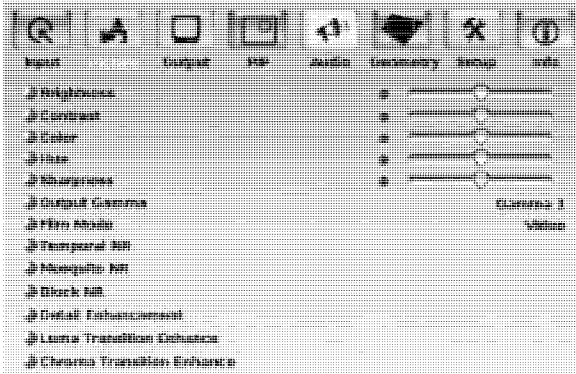 Input Output PIP Audio Geometry Setup Info
Brightness
Contrast
Color
Hue
Sharpness
Output Gamma Gamma 1
Film Mode Video
Temporal NR
Mosquito NR
Block NR
Detail Enhancement
Luma Transition Enhance
Chroma Transition Enhance